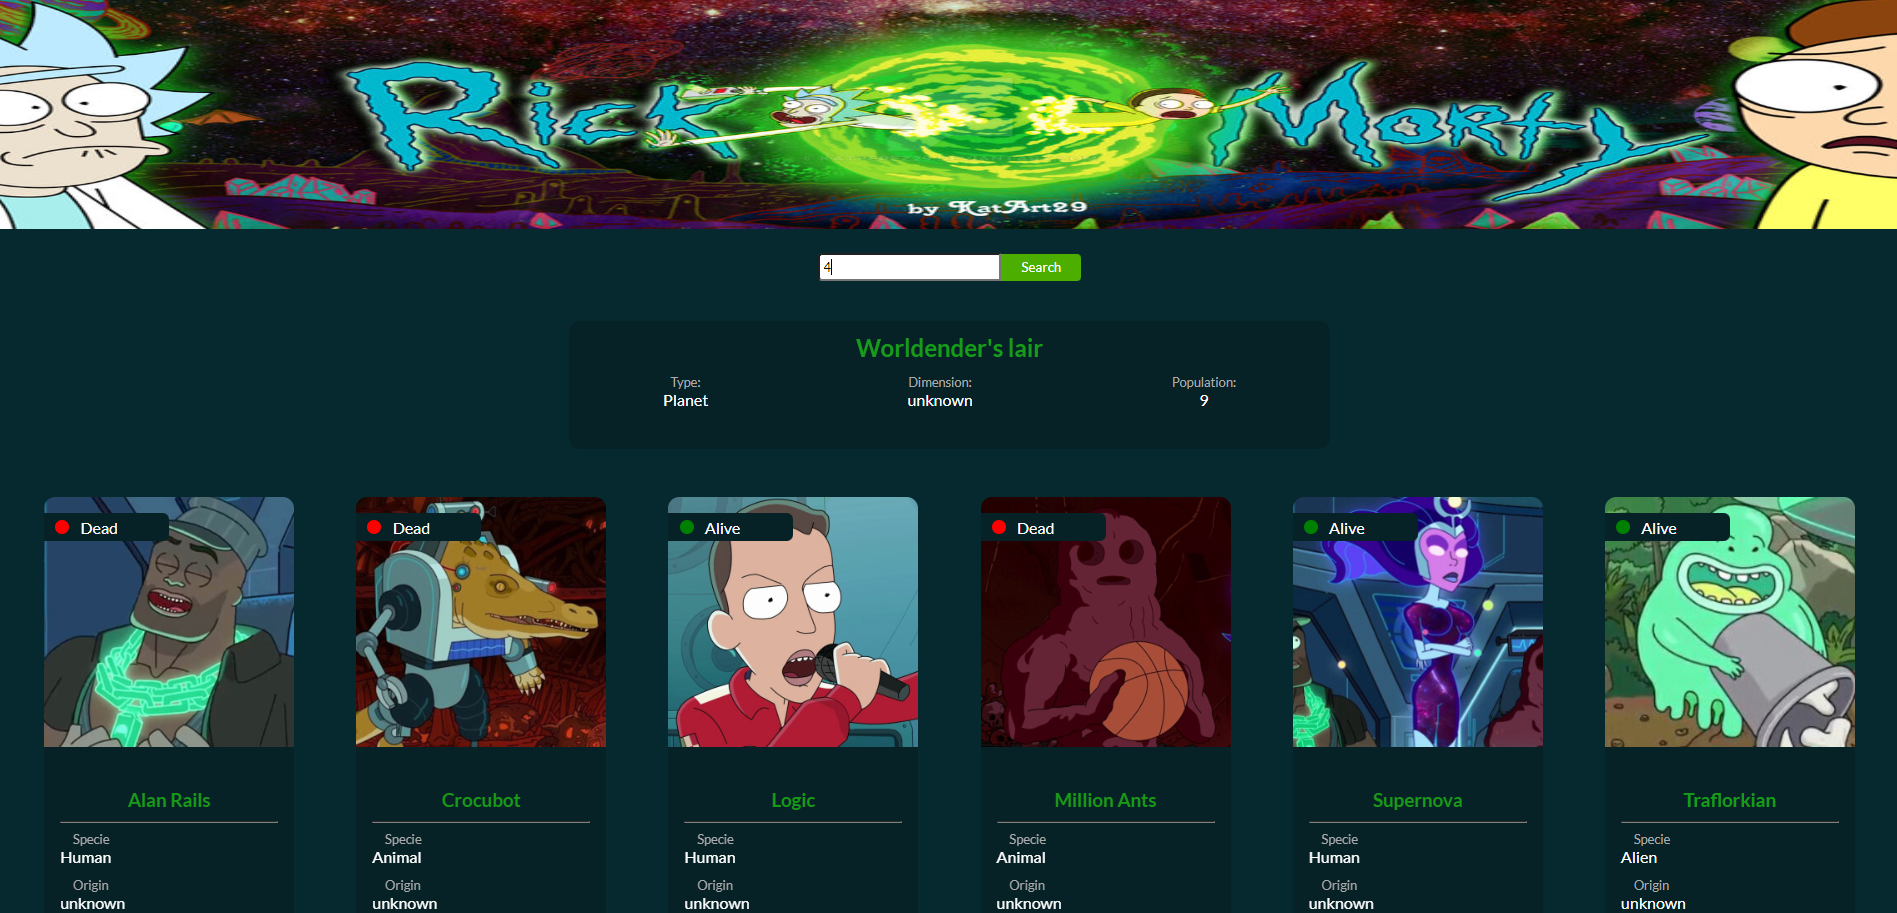 Rick Morty
by KatArt29
4 Search
Worldender's lair
Type: Dimension: Population:
Planet unknown 9
Dead Dead Alive Dead Alive Alive
Alan Rails Crocubot Logic Million Ants Supernova Traflorkian
Specie Specie Specie Specie Specie Specie
Human Animal Human Animal Human Alien
Origin Origin Origin Origin Origin Origin
unknown unknown unknown unknown unknown unknown